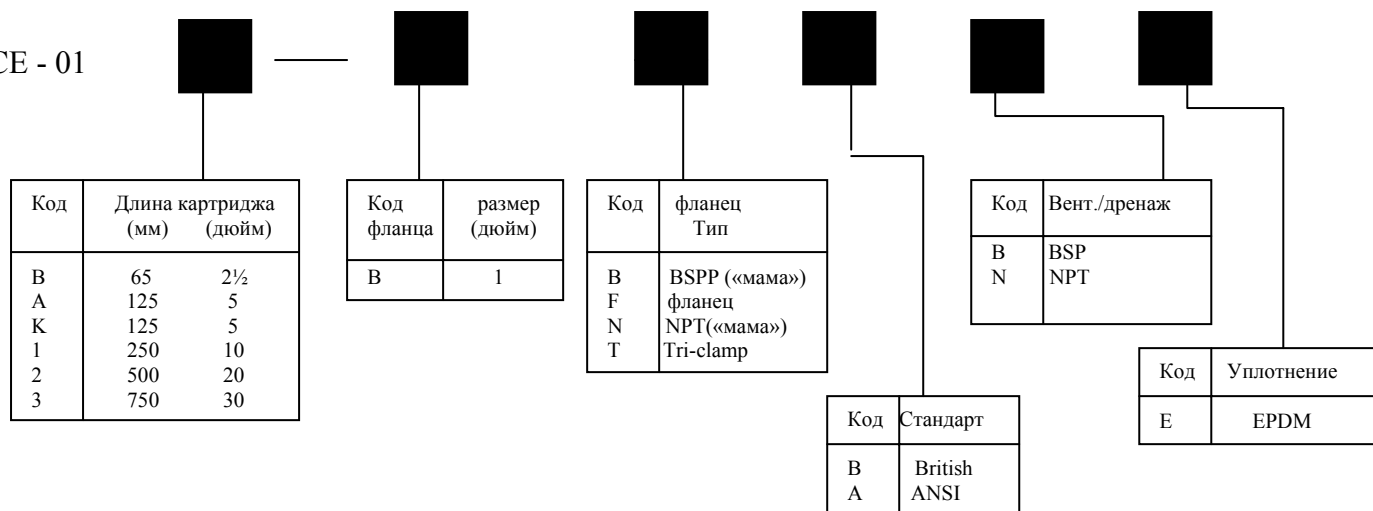 CE - 01
Код Длина картриджа
(мм) (дюйм)
B 65 2½
A 125 5
K 125 5
1 250 10
2 500 20
3 750 30
Код размер
фланца (дюйм)
B 1
Код фланец
Тип
B BSPP («мама»)
F фланец
N NPT(«мама»)
T Tri-clamp
Код Стандарт
B British
A ANSI
Код Вент./дренаж
B BSP
N NPT
Код Уплотнение
E EPDM